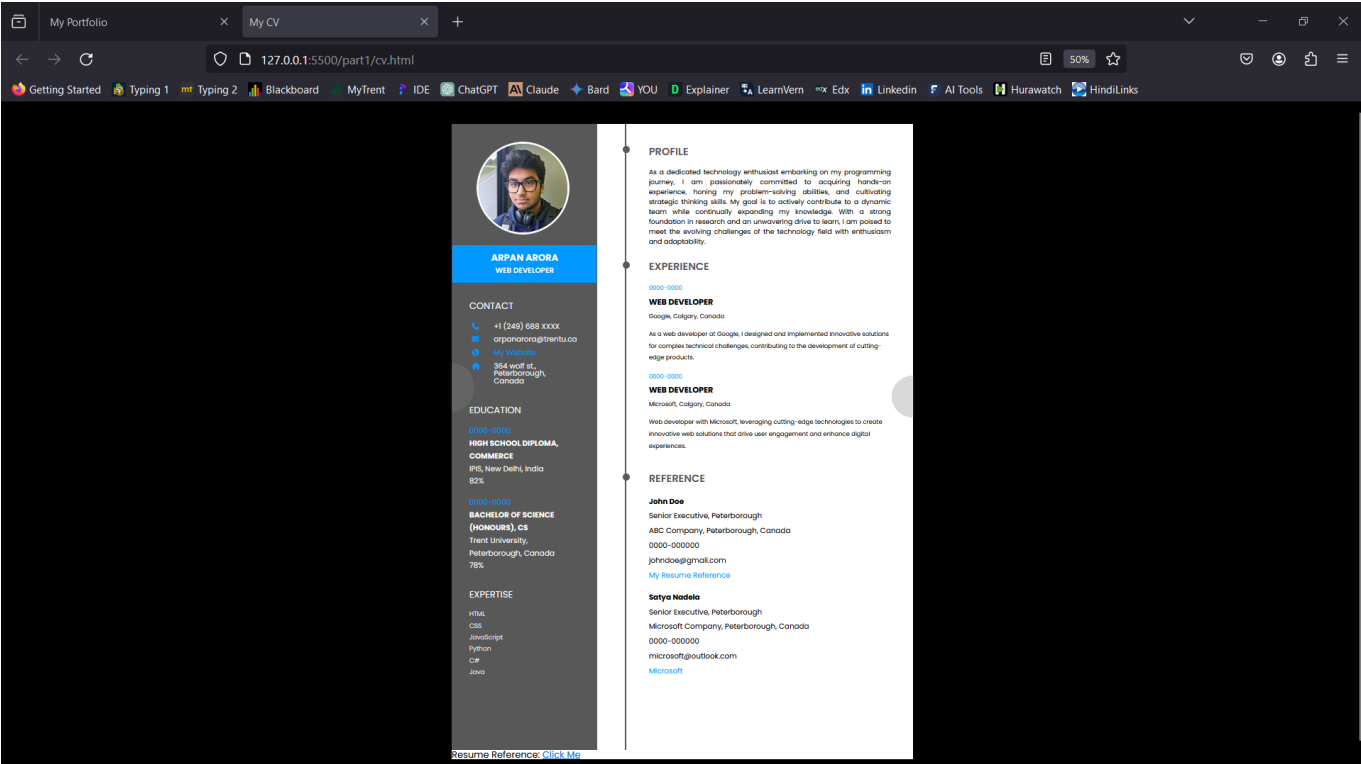 My Portfolio
My CV
127.0.0.1:5500/part1/cv.html
50%
Getting Started
Typing 1
mt Typing 2
Blackboard
MyTrent
IDE
ChatGPT
Claude
Bard
YOU
D Explainer
LearnVern
edX Edx
in Linkedin
F AI Tools
H Hurawatch
HindiLinks
ARPAN ARORA
WEB DEVELOPER
CONTACT
+1 (249) 688 XXXX
arpanarora@trentu.ca
My Website
364 wolf st.,
Peterborough,
Canada
EDUCATION
0000-0000
HIGH SCHOOL DIPLOMA,
COMMERCE
IPIS, New Delhi, India
82%
0000-0000
BACHELOR OF SCIENCE
(HONOURS), CS
Trent University,
Peterborough, Canada
78%
EXPERTISE
HTML
CSS
JavaScript
Python
C#
Java
PROFILE
As a dedicated technology enthusiast embarking on my programming
journey, I am passionately committed to acquiring hands-on
experience, honing my problem-solving abilities, and cultivating
strategic thinking skills. My goal is to actively contribute to a dynamic
team while continually expanding my knowledge. With a strong
foundation in research and an unwavering drive to learn, I am poised to
meet the evolving challenges of the technology field with enthusiasm
and adaptability.
EXPERIENCE
0000-0000
WEB DEVELOPER
Google, Calgary, Canada
As a web developer at Google, I designed and implemented innovative solutions
for complex technical challenges, contributing to the development of cutting-
edge products.
0000-0000
WEB DEVELOPER
Microsoft, Calgary, Canada
Web developer with Microsoft, leveraging cutting-edge technologies to create
innovative web solutions that drive user engagement and enhance digital
experiences.
REFERENCE
John Doe
Senior Executive, Peterborough
ABC Company, Peterborough, Canada
0000-000000
johndoe@gmail.com
My Resume Reference
Satya Nadela
Senior Executive, Peterborough
Microsoft Company, Peterborough, Canada
0000-000000
microsoft@outlook.com
Microsoft
Resume Reference: Click Me